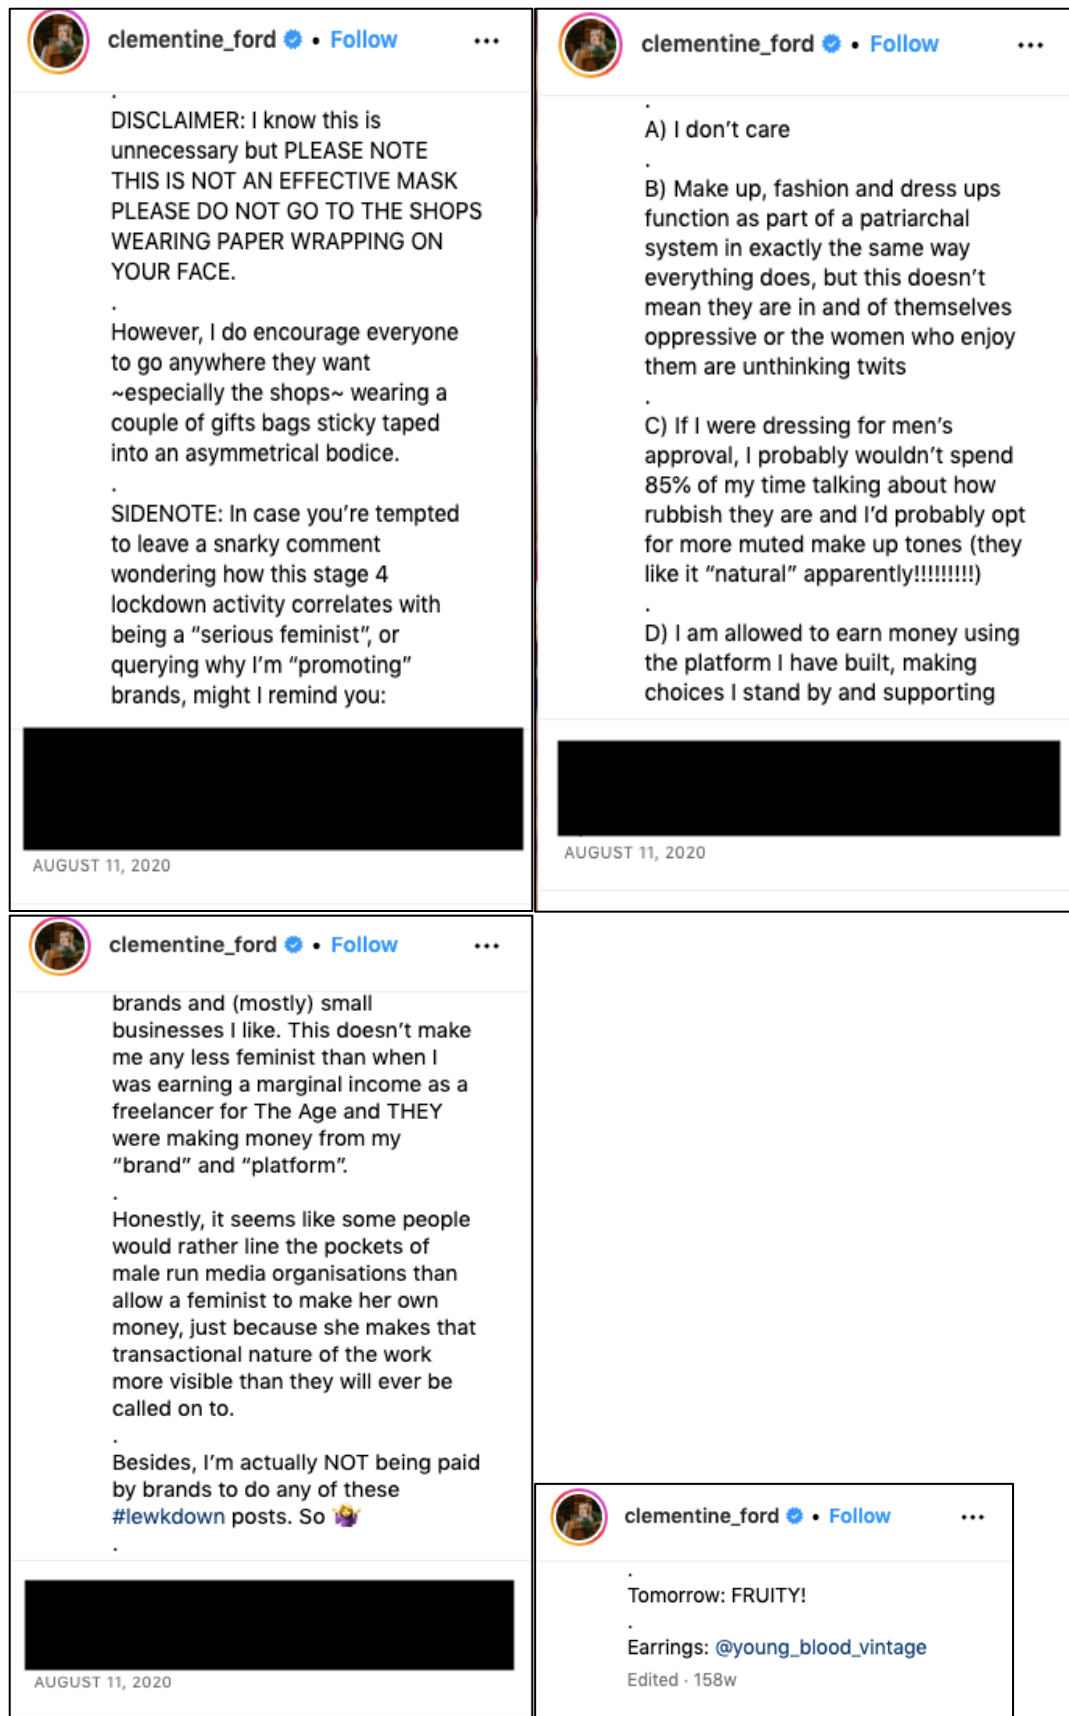 clementine_ford • Follow •••
.
DISCLAIMER: I know this is
unnecessary but PLEASE NOTE
THIS IS NOT AN EFFECTIVE MASK
PLEASE DO NOT GO TO THE SHOPS
WEARING PAPER WRAPPING ON
YOUR FACE.
.
However, I do encourage everyone
to go anywhere they want
~especially the shops~ wearing a
couple of gifts bags sticky taped
into an asymmetrical bodice.
.
SIDENOTE: In case you’re tempted
to leave a snarky comment
wondering how this stage 4
lockdown activity correlates with
being a “serious feminist”, or
querying why I’m “promoting”
brands, might I remind you:
AUGUST 11, 2020
clementine_ford • Follow •••
.
A) I don’t care
.
B) Make up, fashion and dress ups
function as part of a patriarchal
system in exactly the same way
everything does, but this doesn’t
mean they are in and of themselves
oppressive or the women who enjoy
them are unthinking twits
.
C) If I were dressing for men’s
approval, I probably wouldn’t spend
85% of my time talking about how
rubbish they are and I’d probably opt
for more muted make up tones (they
like it “natural” apparently!!!!!!!!!)
.
D) I am allowed to earn money using
the platform I have built, making
choices I stand by and supporting
AUGUST 11, 2020
clementine_ford • Follow •••
brands and (mostly) small
businesses I like. This doesn’t make
me any less feminist than when I
was earning a marginal income as a
freelancer for The Age and THEY
were making money from my
“brand” and “platform”.
.
Honestly, it seems like some people
would rather line the pockets of
male run media organisations than
allow a feminist to make her own
money, just because she makes that
transactional nature of the work
more visible than they will ever be
called on to.
.
Besides, I’m actually NOT being paid
by brands to do any of these
#lewkdown posts. So 🤷‍♀️
.
AUGUST 11, 2020
clementine_ford • Follow •••
.
Tomorrow: FRUITY!
.
Earrings: @young_blood_vintage
Edited · 158w